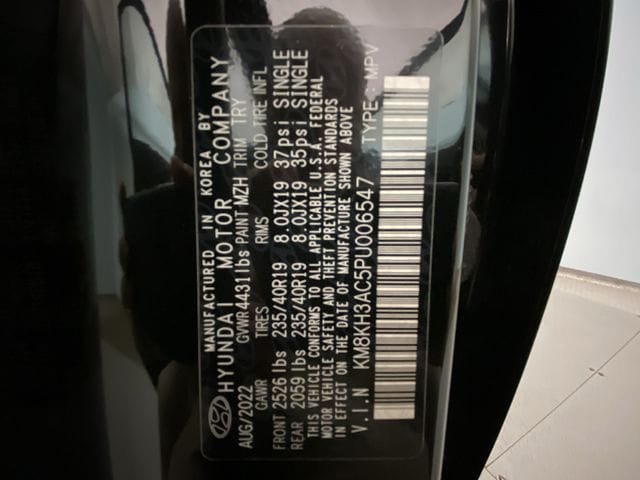 MANUFACTURED IN KOREA BY
HYUNDAI MOTOR COMPANY
AUG/2022 GVWR 4431lbs PAINT MZH TRIM TRY
GAWR TIRES RIMS COLD TIRE INFL
FRONT 2526lbs 235/40R19 8.0JX19 37psi SINGLE
REAR 2059lbs 235/40R19 8.0JX19 35psi SINGLE
THIS VEHICLE CONFORMS TO ALL APPLICABLE U.S.A. FEDERAL
MOTOR VEHICLE SAFETY AND THEFT PREVENTION STANDARDS
IN EFFECT ON THE DATE OF MANUFACTURE SHOWN ABOVE
V.I.N KM8KH3AC5PU006547 TYPE : MPV